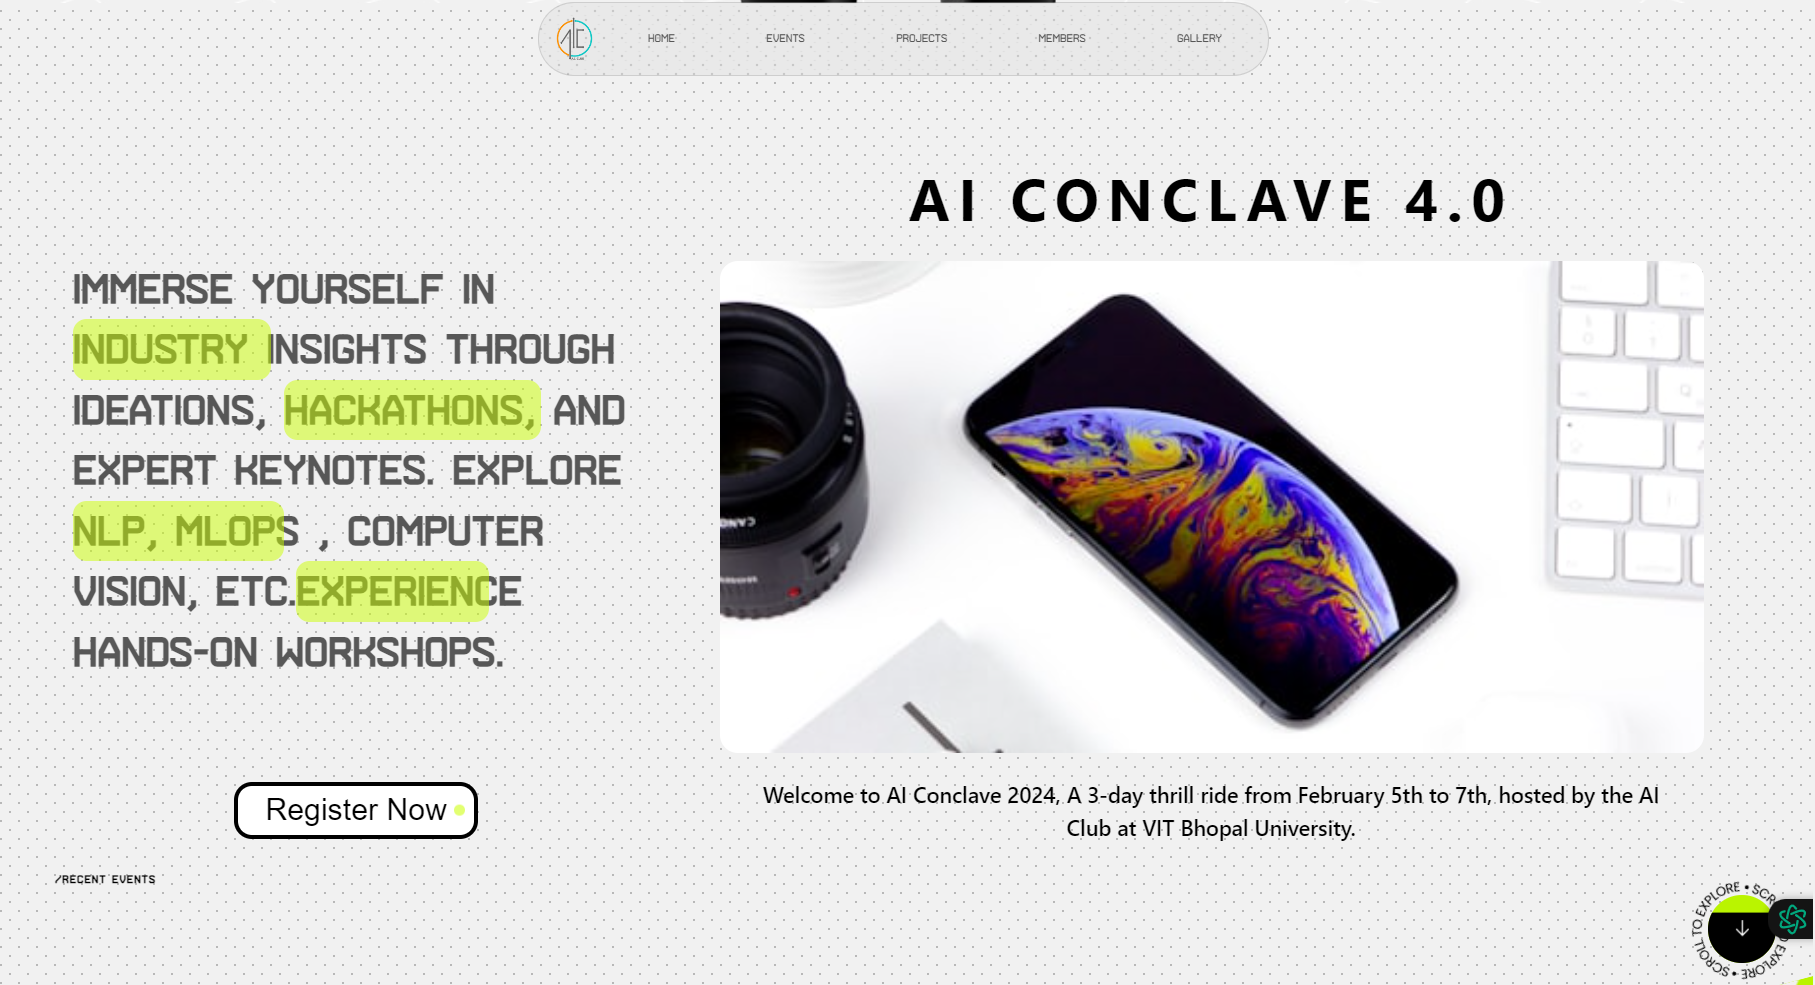 AIC
HOME
EVENTS
PROJECTS
MEMBERS
GALLERY
AI CONCLAVE 4.0
IMMERSE YOURSELF IN
INDUSTRY INSIGHTS THROUGH
IDEATIONS, HACKATHONS, AND
EXPERT KEYNOTES. EXPLORE
NLP, MLOPS , COMPUTER
VISION, ETC.EXPERIENCE
HANDS-ON WORKSHOPS.
CANON
Register Now
Welcome to AI Conclave 2024, A 3-day thrill ride from February 5th to 7th, hosted by the AI
Club at VIT Bhopal University.
/RECENT EVENTS
SCROLL TO EXPLORE •